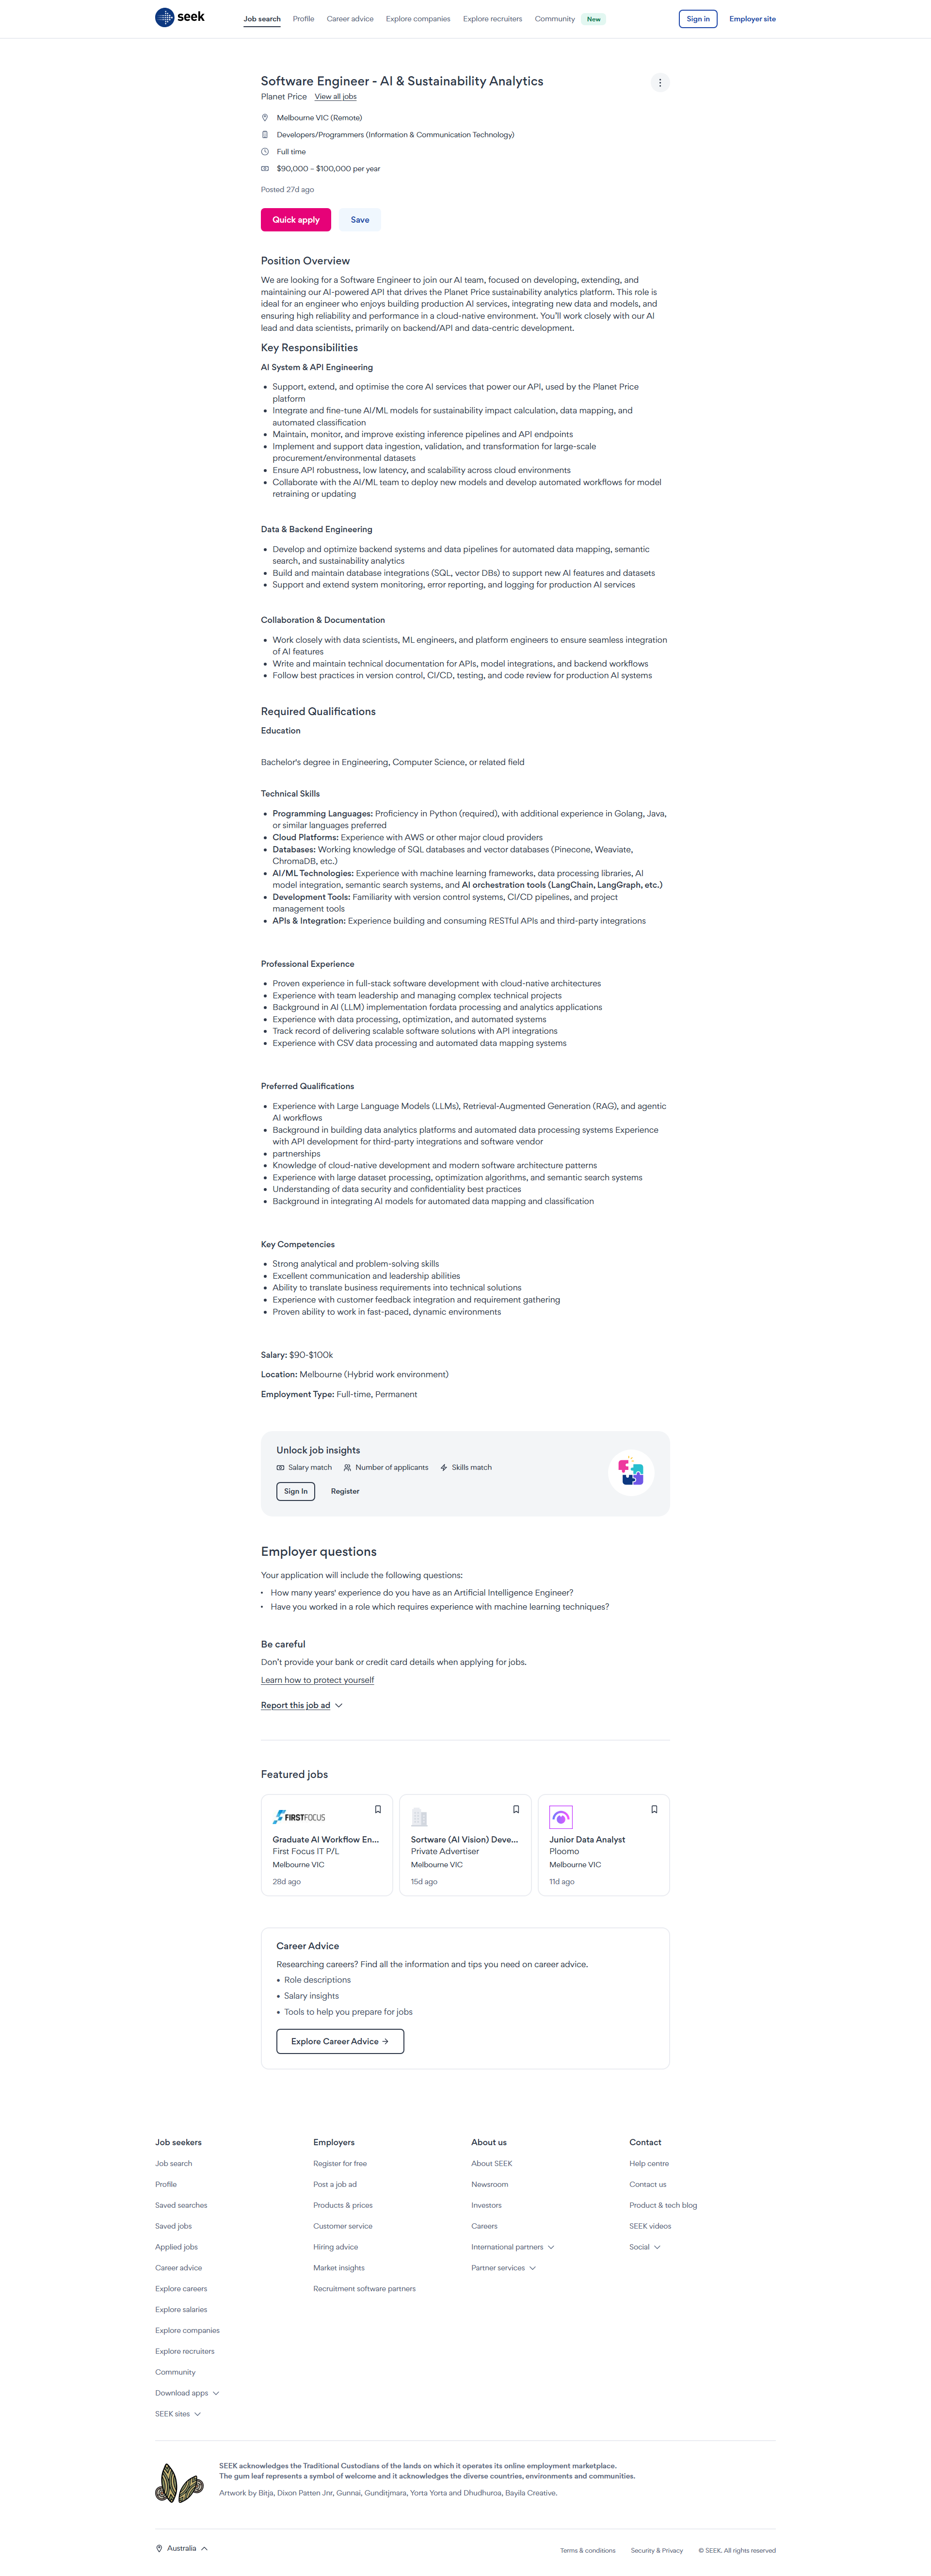 seek
Job search Profile Career advice Explore companies Explore recruiters Community New Sign in Employer site
Software Engineer - AI & Sustainability Analytics
Planet Price View all jobs
Melbourne VIC (Remote)
Developers/Programmers (Information & Communication Technology)
Full time
$90,000 – $100,000 per year
Posted 27d ago
Quick apply Save
Position Overview
We are looking for a Software Engineer to join our AI team, focused on developing, extending, and
maintaining our AI-powered API that drives the Planet Price sustainability analytics platform. This role is
ideal for an engineer who enjoys building production AI services, integrating new data and models, and
ensuring high reliability and performance in a cloud-native environment. You'll work closely with our AI
lead and data scientists, primarily on backend/API and data-centric development.
Key Responsibilities
AI System & API Engineering
• Support, extend, and optimise the core AI services that power our API, used by the Planet Price
platform
• Integrate and fine-tune AI/ML models for sustainability impact calculation, data mapping, and
automated classification
• Maintain, monitor, and improve existing inference pipelines and API endpoints
• Implement and support data ingestion, validation, and transformation for large-scale
procurement/environmental datasets
• Ensure API robustness, low latency, and scalability across cloud environments
• Collaborate with the AI/ML team to deploy new models and develop automated workflows for model
retraining or updating
Data & Backend Engineering
• Develop and optimize backend systems and data pipelines for automated data mapping, semantic
search, and sustainability analytics
• Build and maintain database integrations (SQL, vector DBs) to support new AI features and datasets
• Support and extend system monitoring, error reporting, and logging for production AI services
Collaboration & Documentation
• Work closely with data scientists, ML engineers, and platform engineers to ensure seamless integration
of AI features
• Write and maintain technical documentation for APIs, model integrations, and backend workflows
• Follow best practices in version control, CI/CD, testing, and code review for production AI systems
Required Qualifications
Education
Bachelor's degree in Engineering, Computer Science, or related field
Technical Skills
• Programming Languages: Proficiency in Python (required), with additional experience in Golang, Java,
or similar languages preferred
• Cloud Platforms: Experience with AWS or other major cloud providers
• Databases: Working knowledge of SQL databases and vector databases (Pinecone, Weaviate,
ChromaDB, etc.)
• AI/ML Technologies: Experience with machine learning frameworks, data processing libraries, AI
model integration, semantic search systems, and AI orchestration tools (LangChain, LangGraph, etc.)
• Development Tools: Familiarity with version control systems, CI/CD pipelines, and project
management tools
• APIs & Integration: Experience building and consuming RESTful APIs and third-party integrations
Professional Experience
• Proven experience in full-stack software development with cloud-native architectures
• Experience with team leadership and managing complex technical projects
• Background in AI (LLM) implementation fordata processing and analytics applications
• Experience with data processing, optimization, and automated systems
• Track record of delivering scalable software solutions with API integrations
• Experience with CSV data processing and automated data mapping systems
Preferred Qualifications
• Experience with Large Language Models (LLMs), Retrieval-Augmented Generation (RAG), and agentic
AI workflows
• Background in building data analytics platforms and automated data processing systems Experience
with API development for third-party integrations and software vendor
• partnerships
• Knowledge of cloud-native development and modern software architecture patterns
• Experience with large dataset processing, optimization algorithms, and semantic search systems
• Understanding of data security and confidentiality best practices
• Background in integrating AI models for automated data mapping and classification
Key Competencies
• Strong analytical and problem-solving skills
• Excellent communication and leadership abilities
• Ability to translate business requirements into technical solutions
• Experience with customer feedback integration and requirement gathering
• Proven ability to work in fast-paced, dynamic environments
Salary: $90-$100k
Location: Melbourne (Hybrid work environment)
Employment Type: Full-time, Permanent
Unlock job insights
Salary match Number of applicants Skills match
Sign In Register
Employer questions
Your application will include the following questions:
• How many years' experience do you have as an Artificial Intelligence Engineer?
• Have you worked in a role which requires experience with machine learning techniques?
Be careful
Don't provide your bank or credit card details when applying for jobs.
Learn how to protect yourself
Report this job ad
Featured jobs
FIRSTFOCUS
Graduate AI Workflow En... Sortware (AI Vision) Deve... Junior Data Analyst
First Focus IT P/L Private Advertiser Ploomo
Melbourne VIC Melbourne VIC Melbourne VIC
28d ago 15d ago 11d ago
Career Advice
Researching careers? Find all the information and tips you need on career advice.
• Role descriptions
• Salary insights
• Tools to help you prepare for jobs
Explore Career Advice →
Job seekers Employers About us Contact
Job search Register for free About SEEK Help centre
Profile Post a job ad Newsroom Contact us
Saved searches Products & prices Investors Product & tech blog
Saved jobs Customer service Careers SEEK videos
Applied jobs Hiring advice International partners Social
Career advice Market insights Partner services
Explore careers Recruitment software partners
Explore salaries
Explore companies
Explore recruiters
Community
Download apps
SEEK sites
SEEK acknowledges the Traditional Custodians of the lands on which it operates its online employment marketplace.
The gum leaf represents a symbol of welcome and it acknowledges the diverse countries, environments and communities.
Artwork by Bitja, Dixon Patten Jnr, Gunnai, Gunditjmara, Yorta Yorta and Dhudhuroa, Bayila Creative.
Australia Terms & conditions Security & Privacy © SEEK. All rights reserved